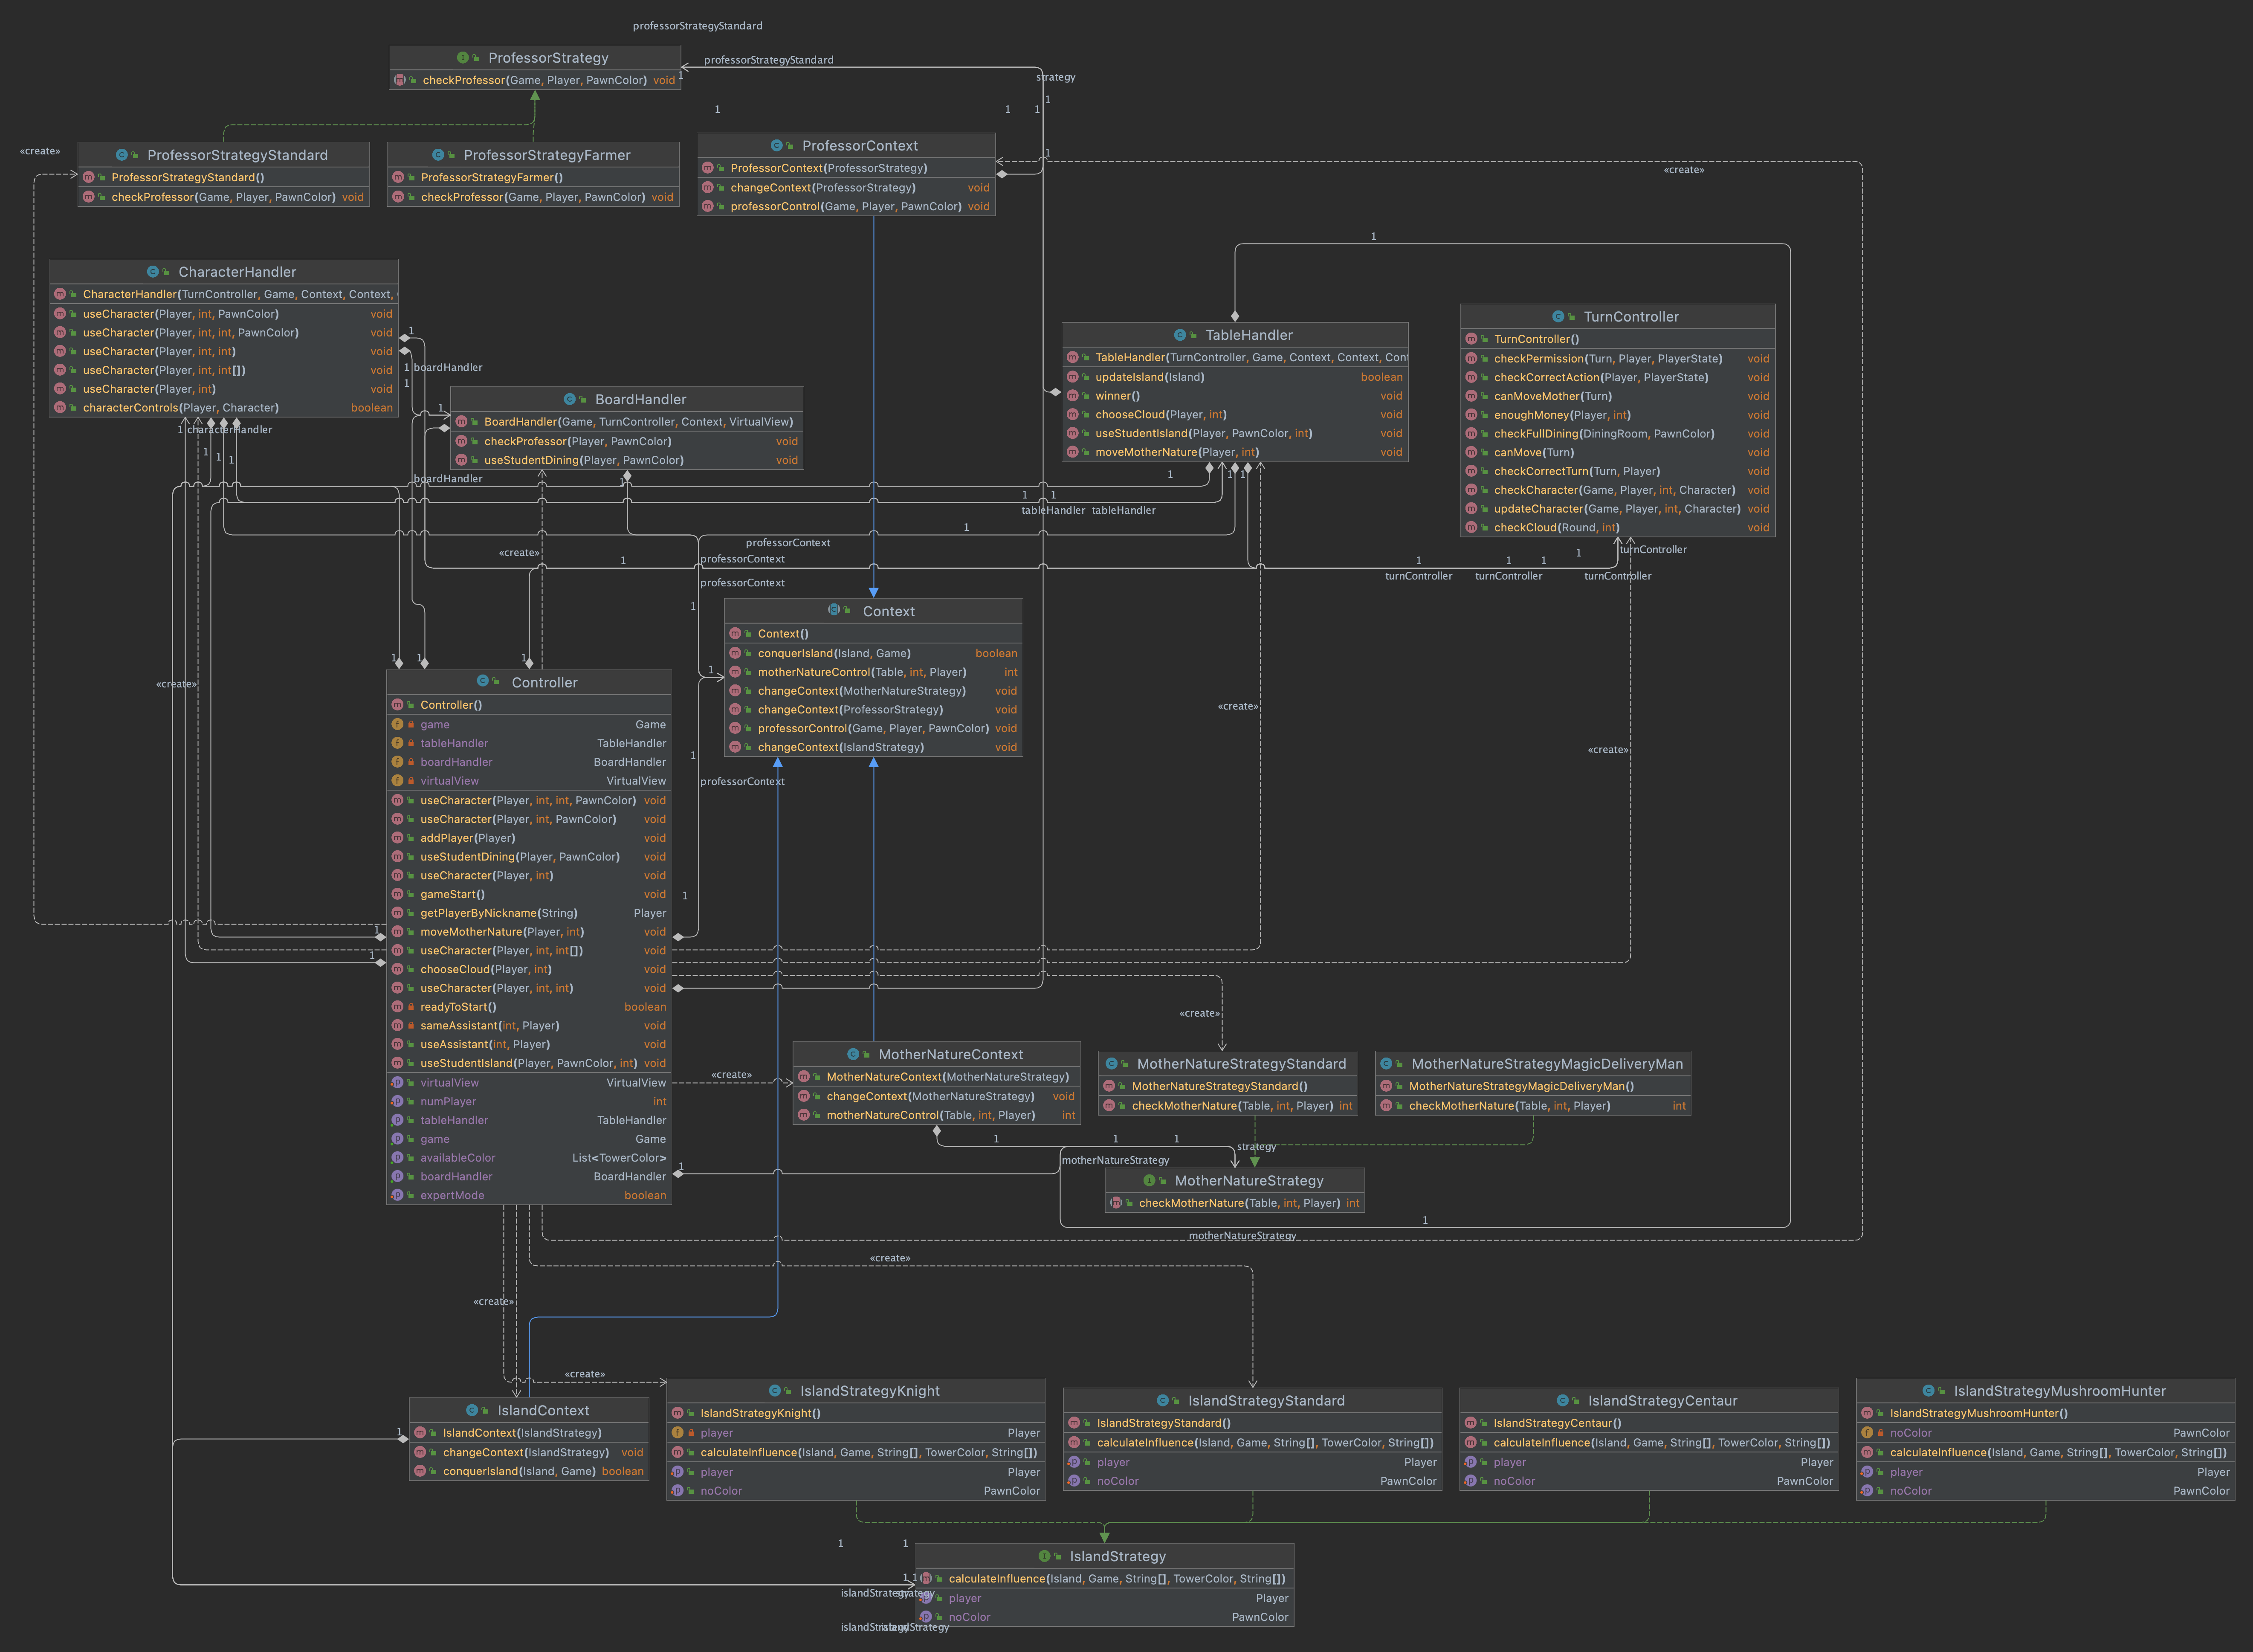 professorStrategyStandard
ProfessorStrategy
checkProfessor(Game, Player, PawnColor) void
1
professorStrategyStandard
strategy
1
1
1
1
1
«create»
ProfessorStrategyStandard
ProfessorStrategyStandard()
checkProfessor(Game, Player, PawnColor) void
ProfessorStrategyFarmer
ProfessorStrategyFarmer()
checkProfessor(Game, Player, PawnColor) void
ProfessorContext
ProfessorContext(ProfessorStrategy)
changeContext(ProfessorStrategy) void
professorControl(Game, Player, PawnColor) void
«create»
1
CharacterHandler
CharacterHandler(TurnController, Game, Context, Context,
useCharacter(Player, int, PawnColor) void
useCharacter(Player, int, int, PawnColor) void
useCharacter(Player, int, int) void
useCharacter(Player, int, int[]) void
useCharacter(Player, int) void
characterControls(Player, Character) boolean
1
1 boardHandler
1
1
1 characterHandler
1
1
1
BoardHandler
BoardHandler(Game, TurnController, Context, VirtualView)
checkProfessor(Player, PawnColor) void
useStudentDining(Player, PawnColor) void
boardHandler
1
TableHandler
TableHandler(TurnController, Game, Context, Context, Cont
updateIsland(Island) boolean
winner() void
chooseCloud(Player, int) void
useStudentIsland(Player, PawnColor, int) void
moveMotherNature(Player, int) void
1
1
1
1
1
tableHandler tableHandler
TurnController
TurnController()
checkPermission(Turn, Player, PlayerState) void
checkCorrectAction(Player, PlayerState) void
canMoveMother(Turn) void
enoughMoney(Player, int) void
checkFullDining(DiningRoom, PawnColor) void
canMove(Turn) void
checkCorrectTurn(Turn, Player) void
checkCharacter(Game, Player, int, Character) void
updateCharacter(Game, Player, int, Character) void
checkCloud(Round, int) void
1
professorContext
«create»
professorContext
1
professorContext
1
1
1
1
1
turnController
turnController
turnController
turnController
1
1
Context
Context()
conquerIsland(Island, Game) boolean
motherNatureControl(Table, int, Player) int
changeContext(MotherNatureStrategy) void
changeContext(ProfessorStrategy) void
professorControl(Game, Player, PawnColor) void
changeContext(IslandStrategy) void
1
professorContext
«create»
«create»
«create»
1
1
1
Controller
Controller()
game Game
tableHandler TableHandler
boardHandler BoardHandler
virtualView VirtualView
useCharacter(Player, int, int, PawnColor) void
useCharacter(Player, int, PawnColor) void
addPlayer(Player) void
useStudentDining(Player, PawnColor) void
useCharacter(Player, int) void
gameStart() void
getPlayerByNickname(String) Player
moveMotherNature(Player, int) void
useCharacter(Player, int, int[]) void
chooseCloud(Player, int) void
useCharacter(Player, int, int) void
readyToStart() boolean
sameAssistant(int, Player) void
useAssistant(int, Player) void
useStudentIsland(Player, PawnColor, int) void
virtualView VirtualView
numPlayer int
tableHandler TableHandler
game Game
availableColor List<TowerColor>
boardHandler BoardHandler
expertMode boolean
1
1
1
1
«create»
«create»
MotherNatureContext
MotherNatureContext(MotherNatureStrategy)
changeContext(MotherNatureStrategy) void
motherNatureControl(Table, int, Player) int
MotherNatureStrategyStandard
MotherNatureStrategyStandard()
checkMotherNature(Table, int, Player) int
MotherNatureStrategyMagicDeliveryMan
MotherNatureStrategyMagicDeliveryMan()
checkMotherNature(Table, int, Player) int
1
1
1
strategy
motherNatureStrategy
MotherNatureStrategy
checkMotherNature(Table, int, Player) int
1
motherNatureStrategy
«create»
«create»
«create»
IslandContext
IslandContext(IslandStrategy)
changeContext(IslandStrategy) void
conquerIsland(Island, Game) boolean
1
IslandStrategyKnight
IslandStrategyKnight()
player Player
calculateInfluence(Island, Game, String[], TowerColor, String[])
player Player
noColor PawnColor
IslandStrategyStandard
IslandStrategyStandard()
calculateInfluence(Island, Game, String[], TowerColor, String[])
player Player
noColor PawnColor
IslandStrategyCentaur
IslandStrategyCentaur()
calculateInfluence(Island, Game, String[], TowerColor, String[])
player Player
noColor PawnColor
IslandStrategyMushroomHunter
IslandStrategyMushroomHunter()
noColor PawnColor
calculateInfluence(Island, Game, String[], TowerColor, String[])
player Player
noColor PawnColor
1
1
1 1
IslandStrategy
calculateInfluence(Island, Game, String[], TowerColor, String[])
player Player
noColor PawnColor
islandStrategy
strategy
islandStrategy
islandStrategy